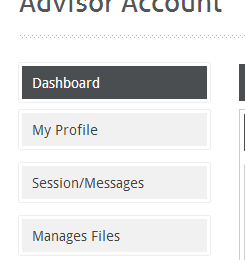 Advisor Account
Dashboard
My Profile
Session/Messages
Manages Files